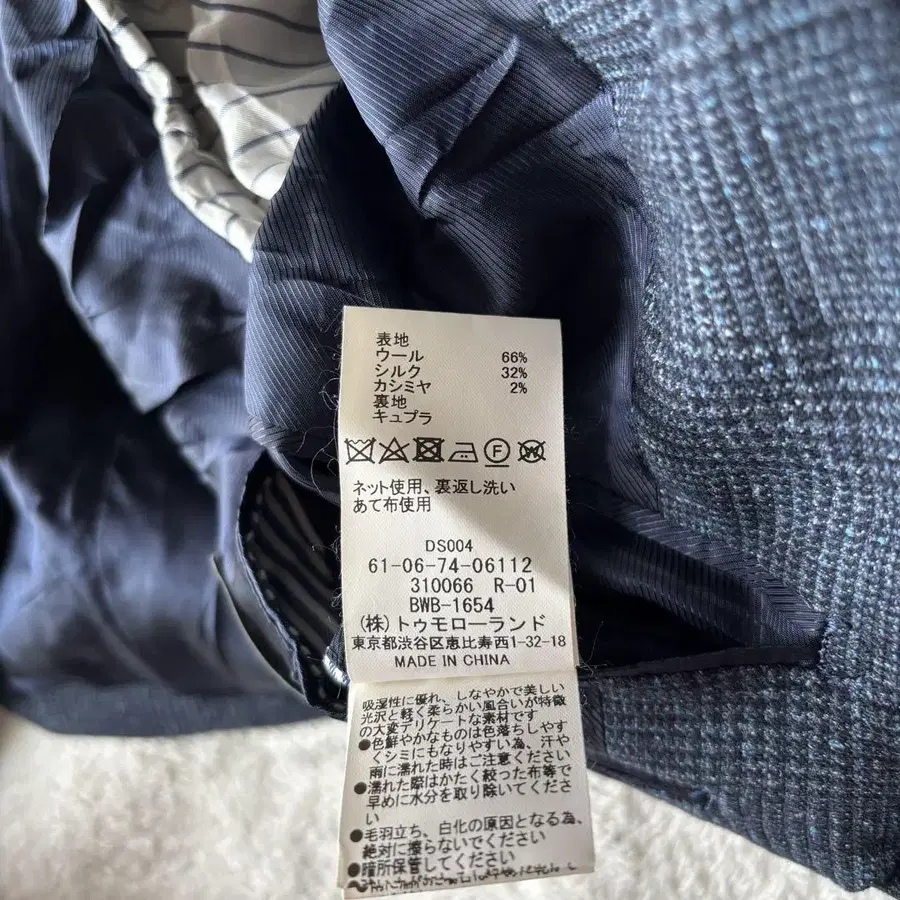 表地
ウール 66%
シルク 32%
カシミヤ 2%
裏地
キュプラ
F
W
ネット使用、裏返し洗い
あて布使用
DS004
61-06-74-06112
310066 R-01
BWB-1654
(株)トゥモローランド
東京都渋谷区恵比寿西1-32-18
MADE IN CHINA
吸湿性に優れ、しなやかで美しい
光沢と軽く柔らかい風合いが特徴
の大変デリケートな素材です
●色鮮やかなものは色落ちしやす
くシミにもなりやすい為、汗や
雨に濡れた時はご注意ください
●濡れた際はかたく絞った布等で
早めに水分を取り除いてくださ
い
●毛羽立ち、白化の原因となる為、
絶対に擦らないでください
●暗所保管してください